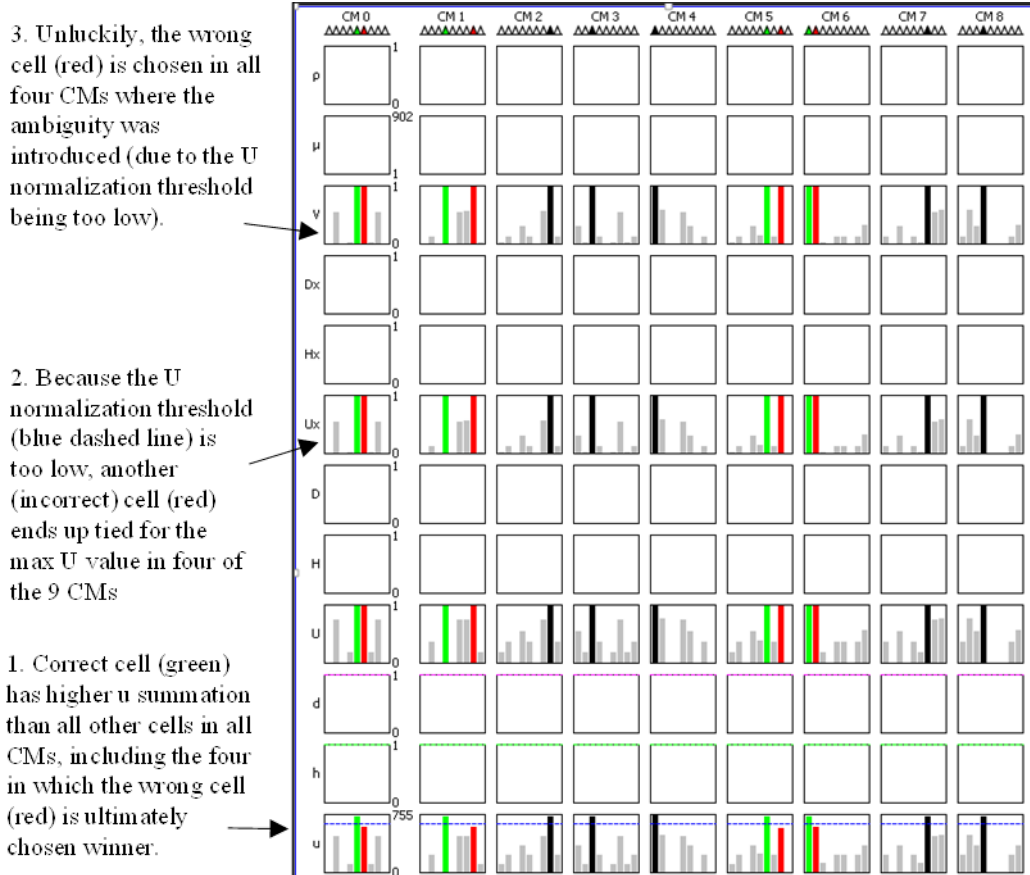 3. Unluckily, the wrong
cell (red) is chosen in all
four CMs where the
ambiguity was
introduced (due to the U
normalization threshold
being too low).
2. Because the U
normalization threshold
(blue dashed line) is
too low, another
(incorrect) cell (red)
ends up tied for the
max U value in four of
the 9 CMs
1. Correct cell (green)
has higher u summation
than all other cells in all
CMs, including the four
in which the wrong cell
(red) is ultimately
chosen winner.
CM 0 CM 1 CM 2 CM 3 CM 4 CM 5 CM 6 CM 7 CM 8
ρ 1 0
μ 902 1
V 1 0
Dx 1 0
Hx 1 0
Ux 1 0
D 1 0
H 1 0
U 1 0
d 1 0
h 1 0
u 755 0